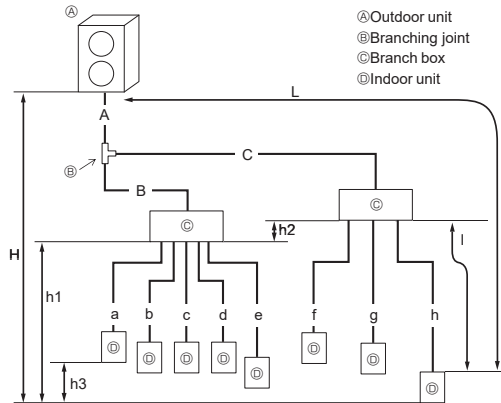 Ⓐ
ⒶOutdoor unit
ⒷBranching joint
ⒸBranch box
ⒹIndoor unit
L
A
C
Ⓑ
B
Ⓒ
Ⓒ
h2
l
H
h1
a b c d e f g h
Ⓓ Ⓓ Ⓓ Ⓓ Ⓓ Ⓓ Ⓓ Ⓓ
h3